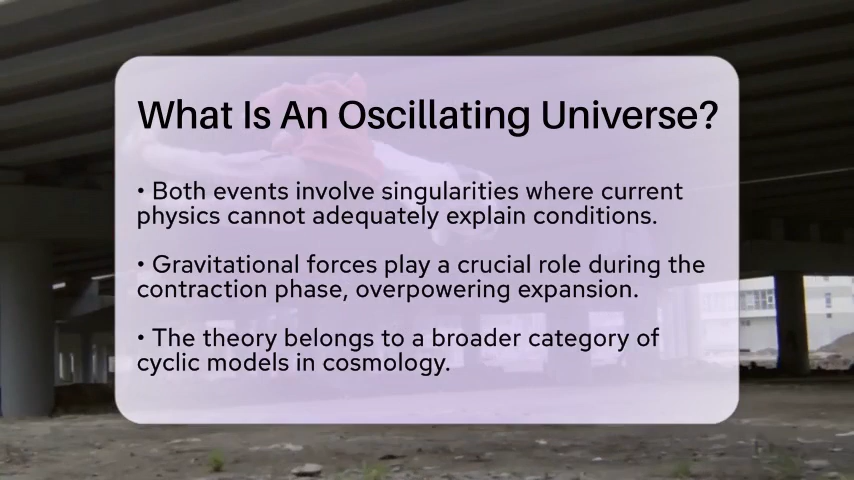 What Is An Oscillating Universe?
• Both events involve singularities where current
physics cannot adequately explain conditions.
• Gravitational forces play a crucial role during the
contraction phase, overpowering expansion.
• The theory belongs to a broader category of
cyclic models in cosmology.